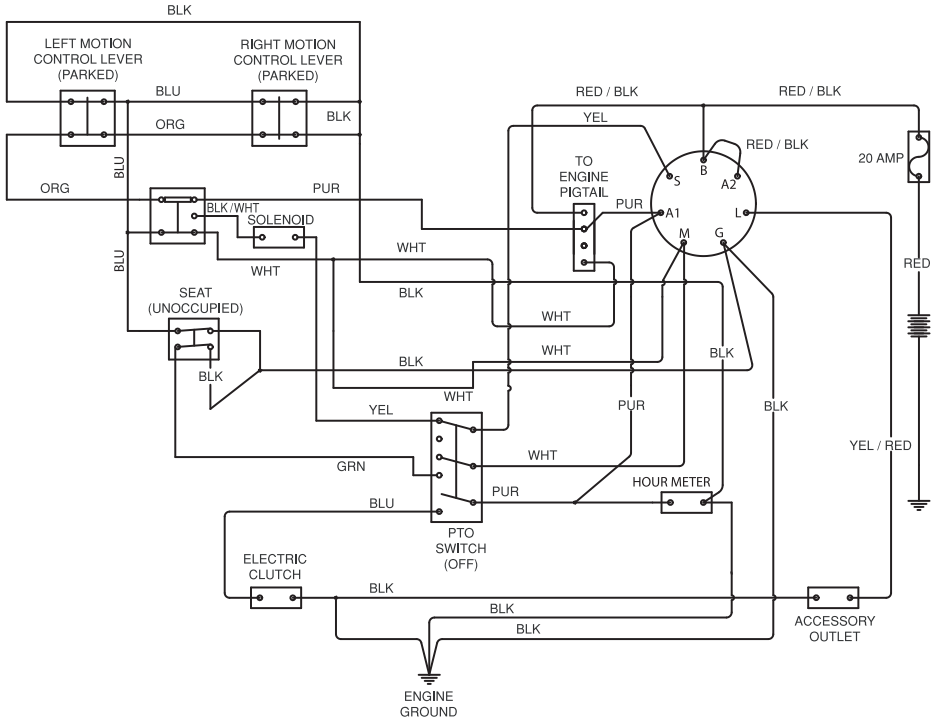 BLK
LEFT MOTION
CONTROL LEVER
(PARKED)
RIGHT MOTION
CONTROL LEVER
(PARKED)
BLU
BLK
ORG
RED / BLK
RED / BLK
YEL
RED / BLK
20 AMP
TO
ENGINE
PIGTAIL
S
B
A2
A1
L
M
G
BLU
ORG
PUR
PUR
BLK/WHT
SOLENOID
WHT
WHT
BLU
BLK
RED
SEAT
(UNOCCUPIED)
WHT
WHT
BLK
BLK
BLK
WHT
PUR
BLK
YEL
YEL / RED
WHT
GRN
PUR
HOUR METER
BLU
PTO
SWITCH
(OFF)
ELECTRIC
CLUTCH
BLK
BLK
BLK
ACCESSORY
OUTLET
ENGINE
GROUND